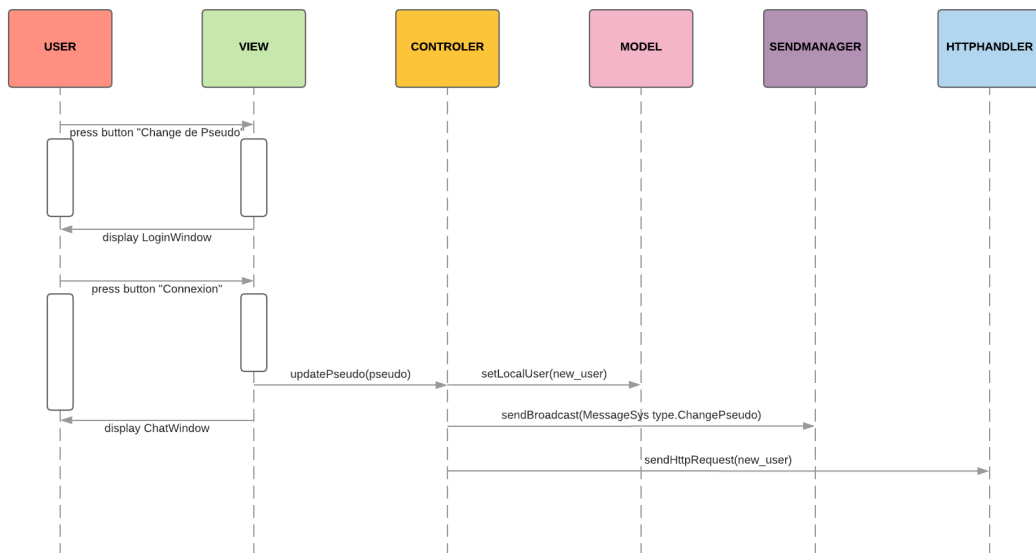 USER
VIEW
CONTROLER
MODEL
SENDMANAGER
HTTPHANDLER
press button "Change de Pseudo"
display LoginWindow
press button "Connexion"
updatePseudo(pseudo)
setLocalUser(new_user)
sendBroadcast(MessageSys type.ChangePseudo)
display ChatWindow
sendHttpRequest(new_user)